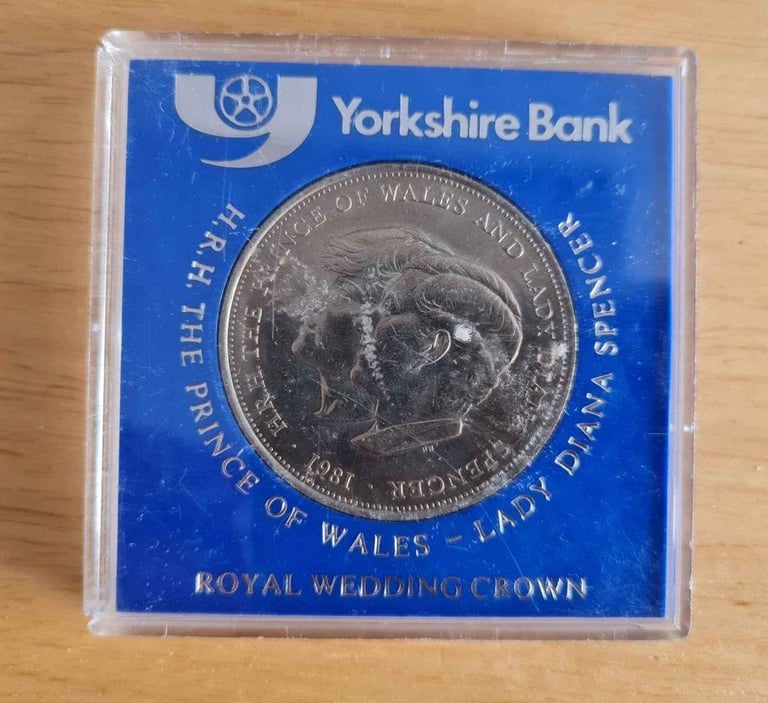 Yorkshire Bank
H.R.H. THE PRINCE OF WALES AND LADY DIANA SPENCER · 1981
H.R.H. THE PRINCE OF WALES – LADY DIANA SPENCER
ROYAL WEDDING CROWN